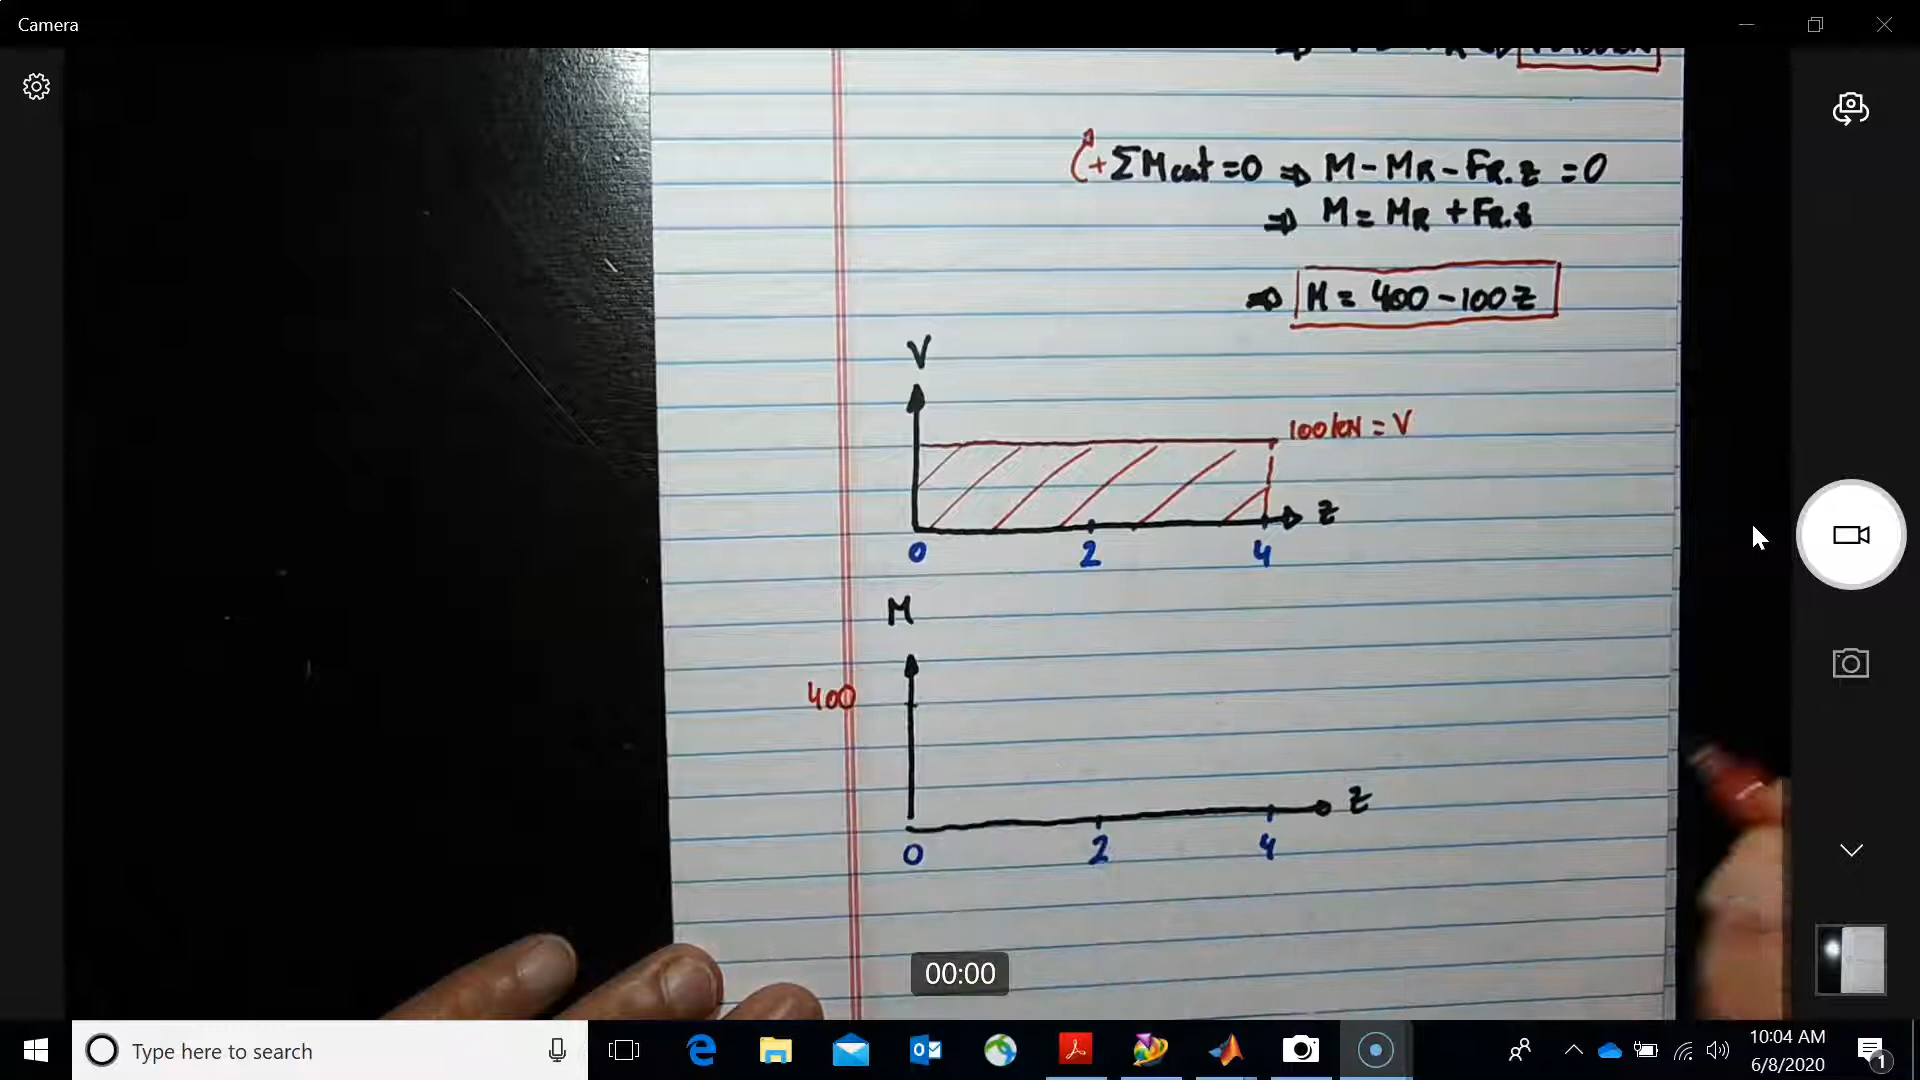 Camera
(+ ΣMcut = 0 ⇒ M - MR - FR.z = 0
⇒ M = MR + FR.z
⇒ M = 400 - 100z
V
100kN = V
z
0 2 4
M
400
z
0 2 4
00:00
Type here to search
10:04 AM
6/8/2020
1